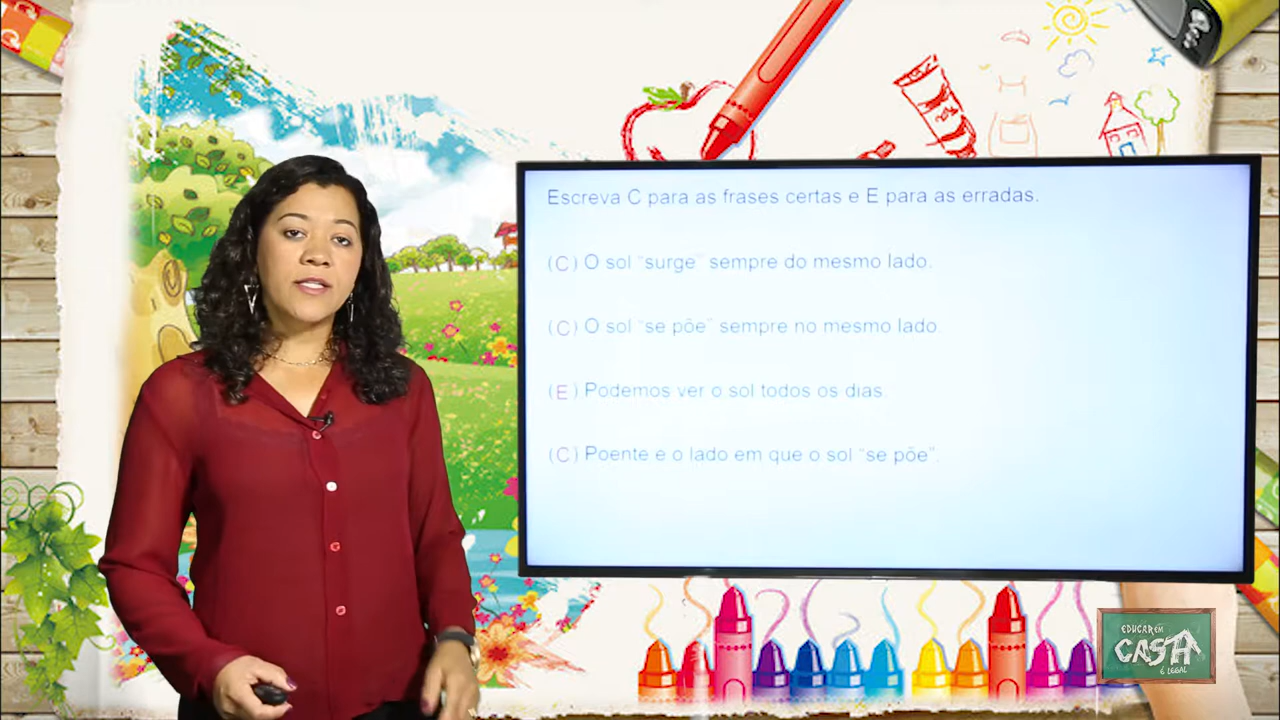 Escreva C para as frases certas e E para as erradas.
(C) O sol “surge” sempre do mesmo lado.
(C) O sol “se põe” sempre no mesmo lado.
(E) Podemos ver o sol todos os dias.
(C) Poente e o lado em que o sol “se põe”.
EDUCAR EM
CASA
É LEGAL